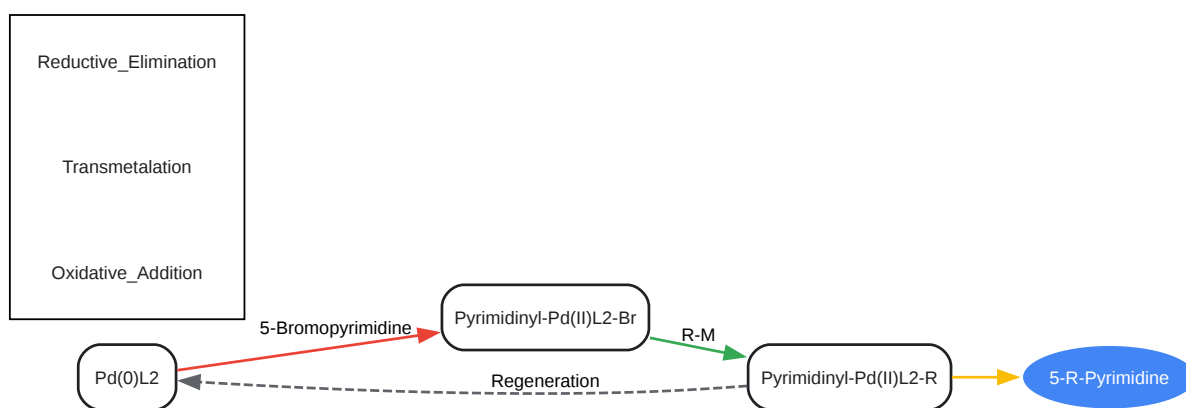 Reductive_Elimination
Transmetalation
Oxidative_Addition
5-Bromopyrimidine
Pyrimidinyl-Pd(II)L2-Br
R-M
Pd(0)L2
Regeneration
Pyrimidinyl-Pd(II)L2-R
5-R-Pyrimidine